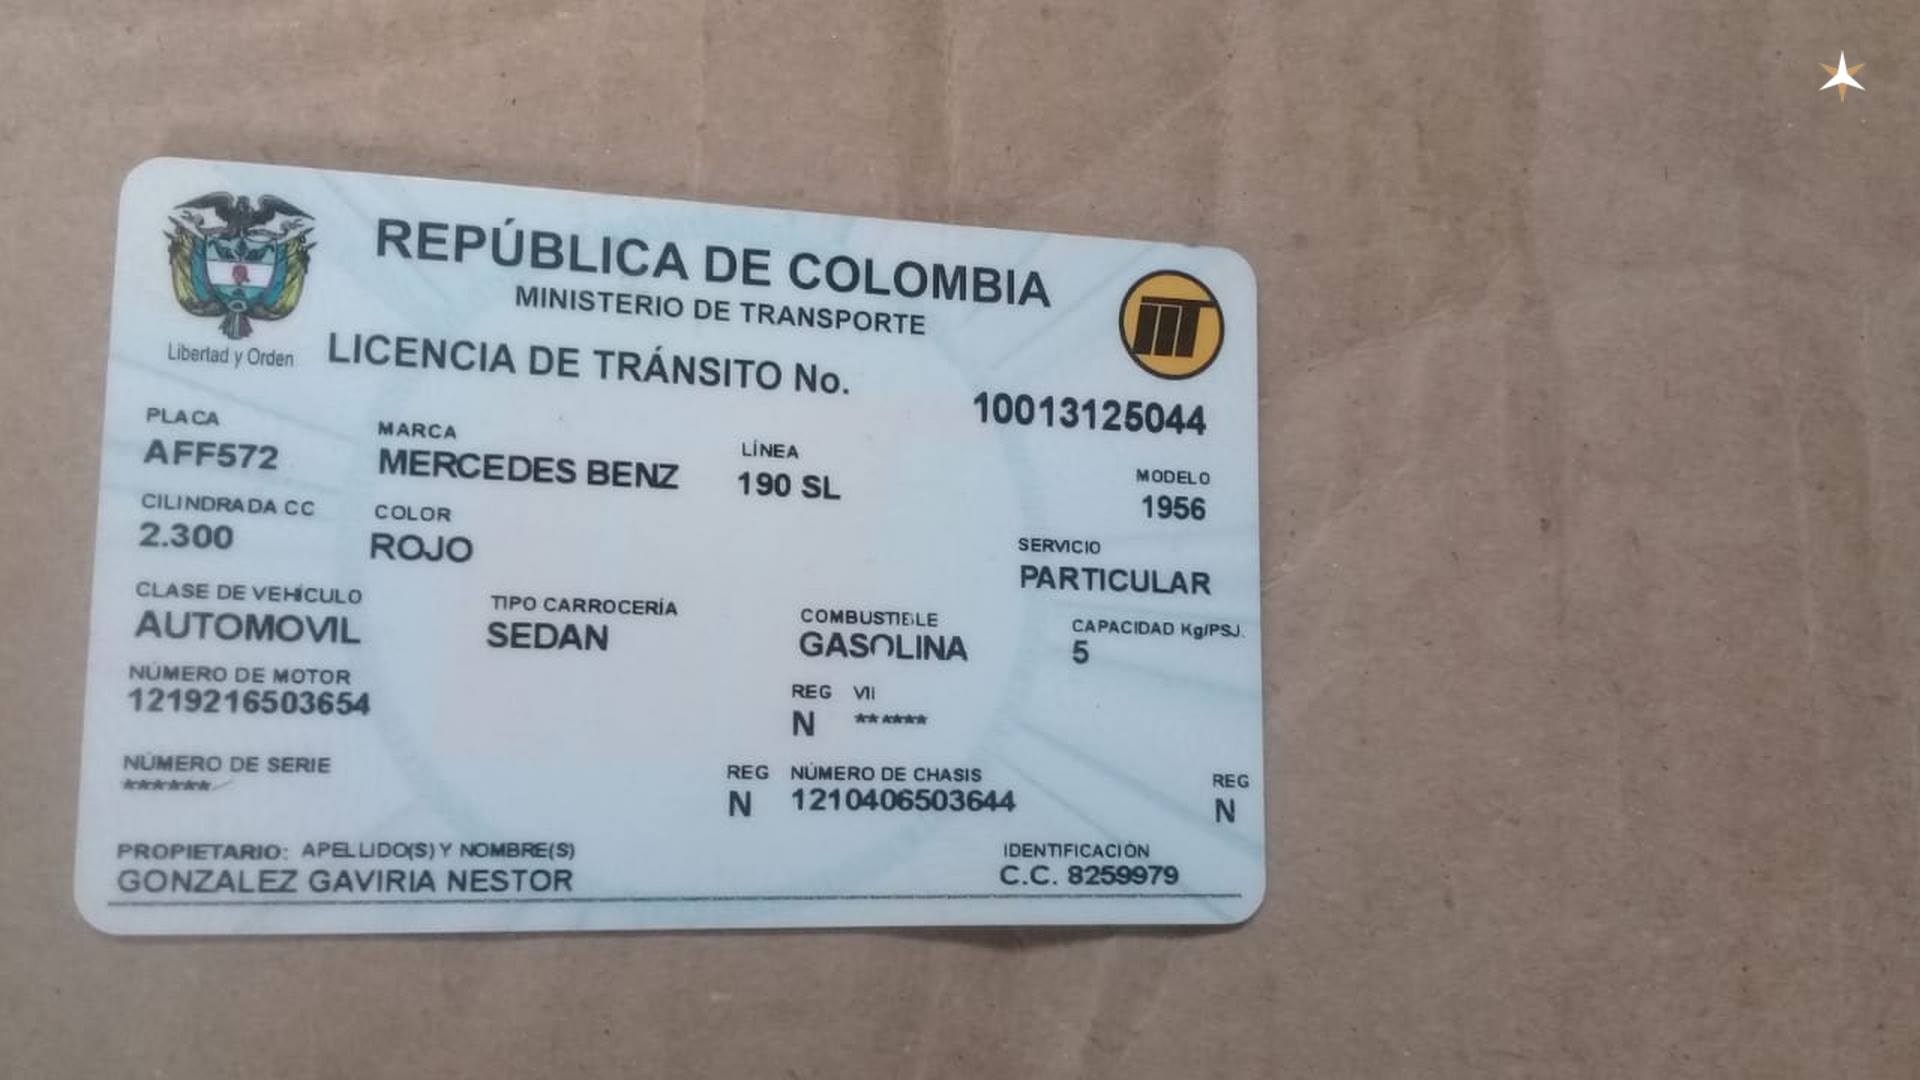 REPÚBLICA DE COLOMBIA
MINISTERIO DE TRANSPORTE
Libertad y Orden
LICENCIA DE TRÁNSITO No.
10013125044
PLACA MARCA LÍNEA MODELO
AFF572 MERCEDES BENZ 190 SL 1956
CILINDRADA CC COLOR SERVICIO
2.300 ROJO PARTICULAR
CLASE DE VEHÍCULO TIPO CARROCERÍA COMBUSTIBLE CAPACIDAD Kg/PSJ.
AUTOMOVIL SEDAN GASOLINA 5
NÚMERO DE MOTOR REG
1219216503654 N ******
NÚMERO DE SERIE REG NÚMERO DE CHASIS REG
******* N 1210406503644 N
PROPIETARIO: APELLIDO(S) Y NOMBRE(S) IDENTIFICACIÓN
GONZALEZ GAVIRIA NESTOR C.C. 8259979